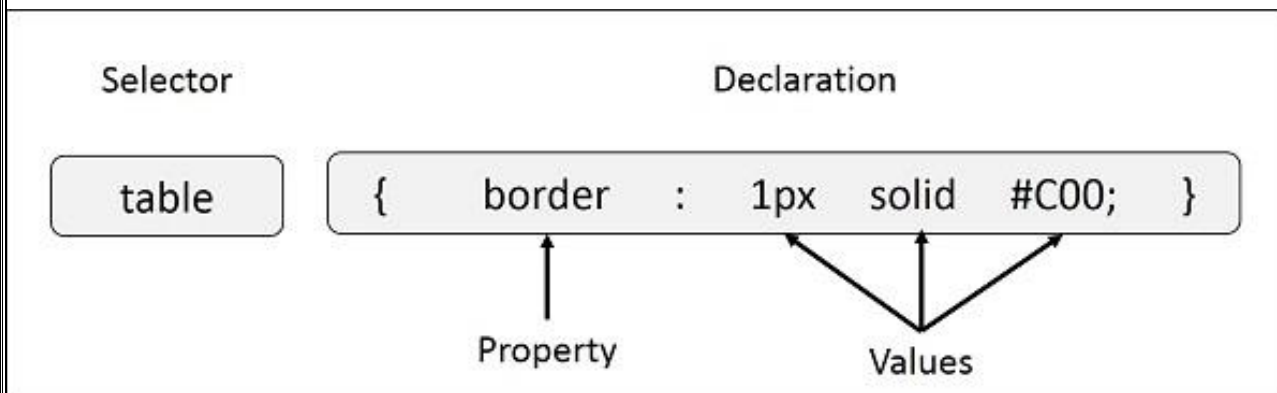 Selector
Declaration
table
{ border : 1px solid #C00; }
Property
Values